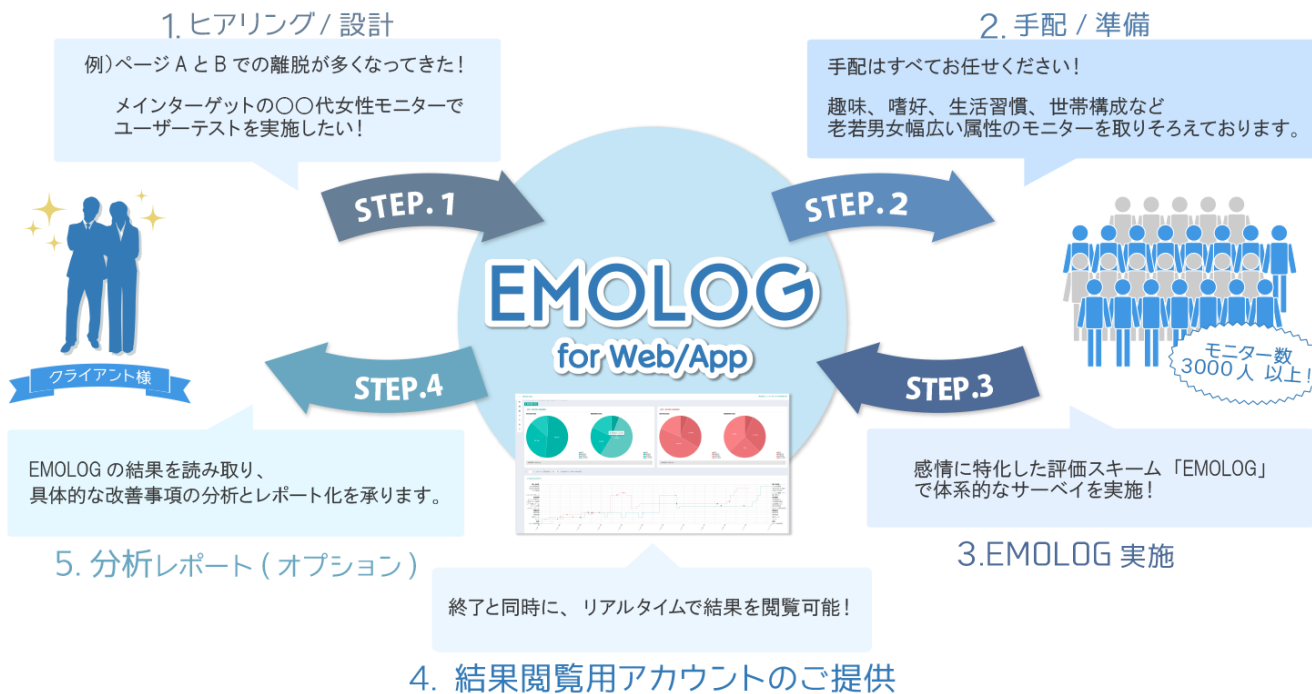 1. ヒアリング / 設計
例)ページ A と B での離脱が多くなってきた!
メインターゲットの〇〇代女性モニターで
ユーザーテストを実施したい!
2. 手配 / 準備
手配はすべてお任せください!
趣味、嗜好、生活習慣、世帯構成など
老若男女幅広い属性のモニターを取りそろえております。
STEP. 1
STEP. 2
EMOLOG
for Web/App
クライアント様
モニター数
3000 人 以上!
STEP.4
STEP.3
EMOLOG の結果を読み取り、
具体的な改善事項の分析とレポート化を承ります。
5. 分析レポート ( オプション )
感情に特化した評価スキーム「EMOLOG」
で体系的なサーベイを実施!
3.EMOLOG 実施
終了と同時に、リアルタイムで結果を閲覧可能!
4. 結果閲覧用アカウントのご提供